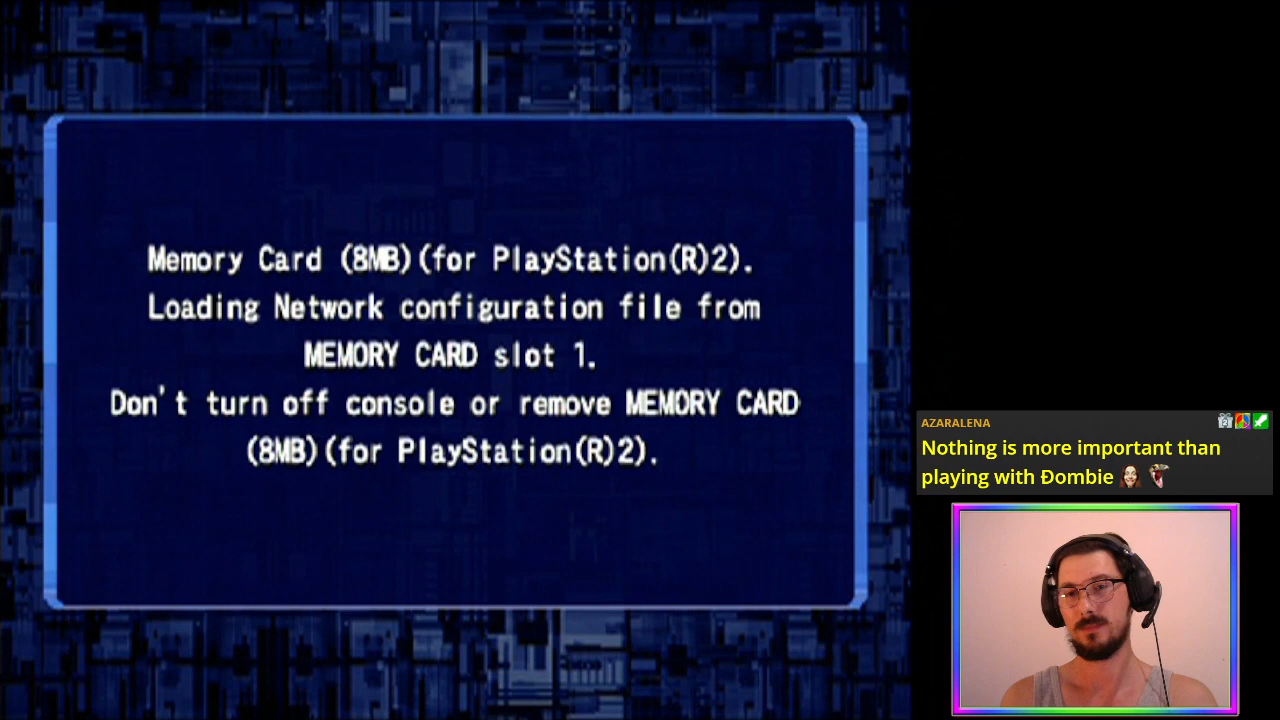 Memory Card (8MB)(for PlayStation(R)2).
Loading Network configuration file from
MEMORY CARD slot 1.
Don't turn off console or remove MEMORY CARD
(8MB)(for PlayStation(R)2).
AZARALENA
Nothing is more important than
playing with Đombie